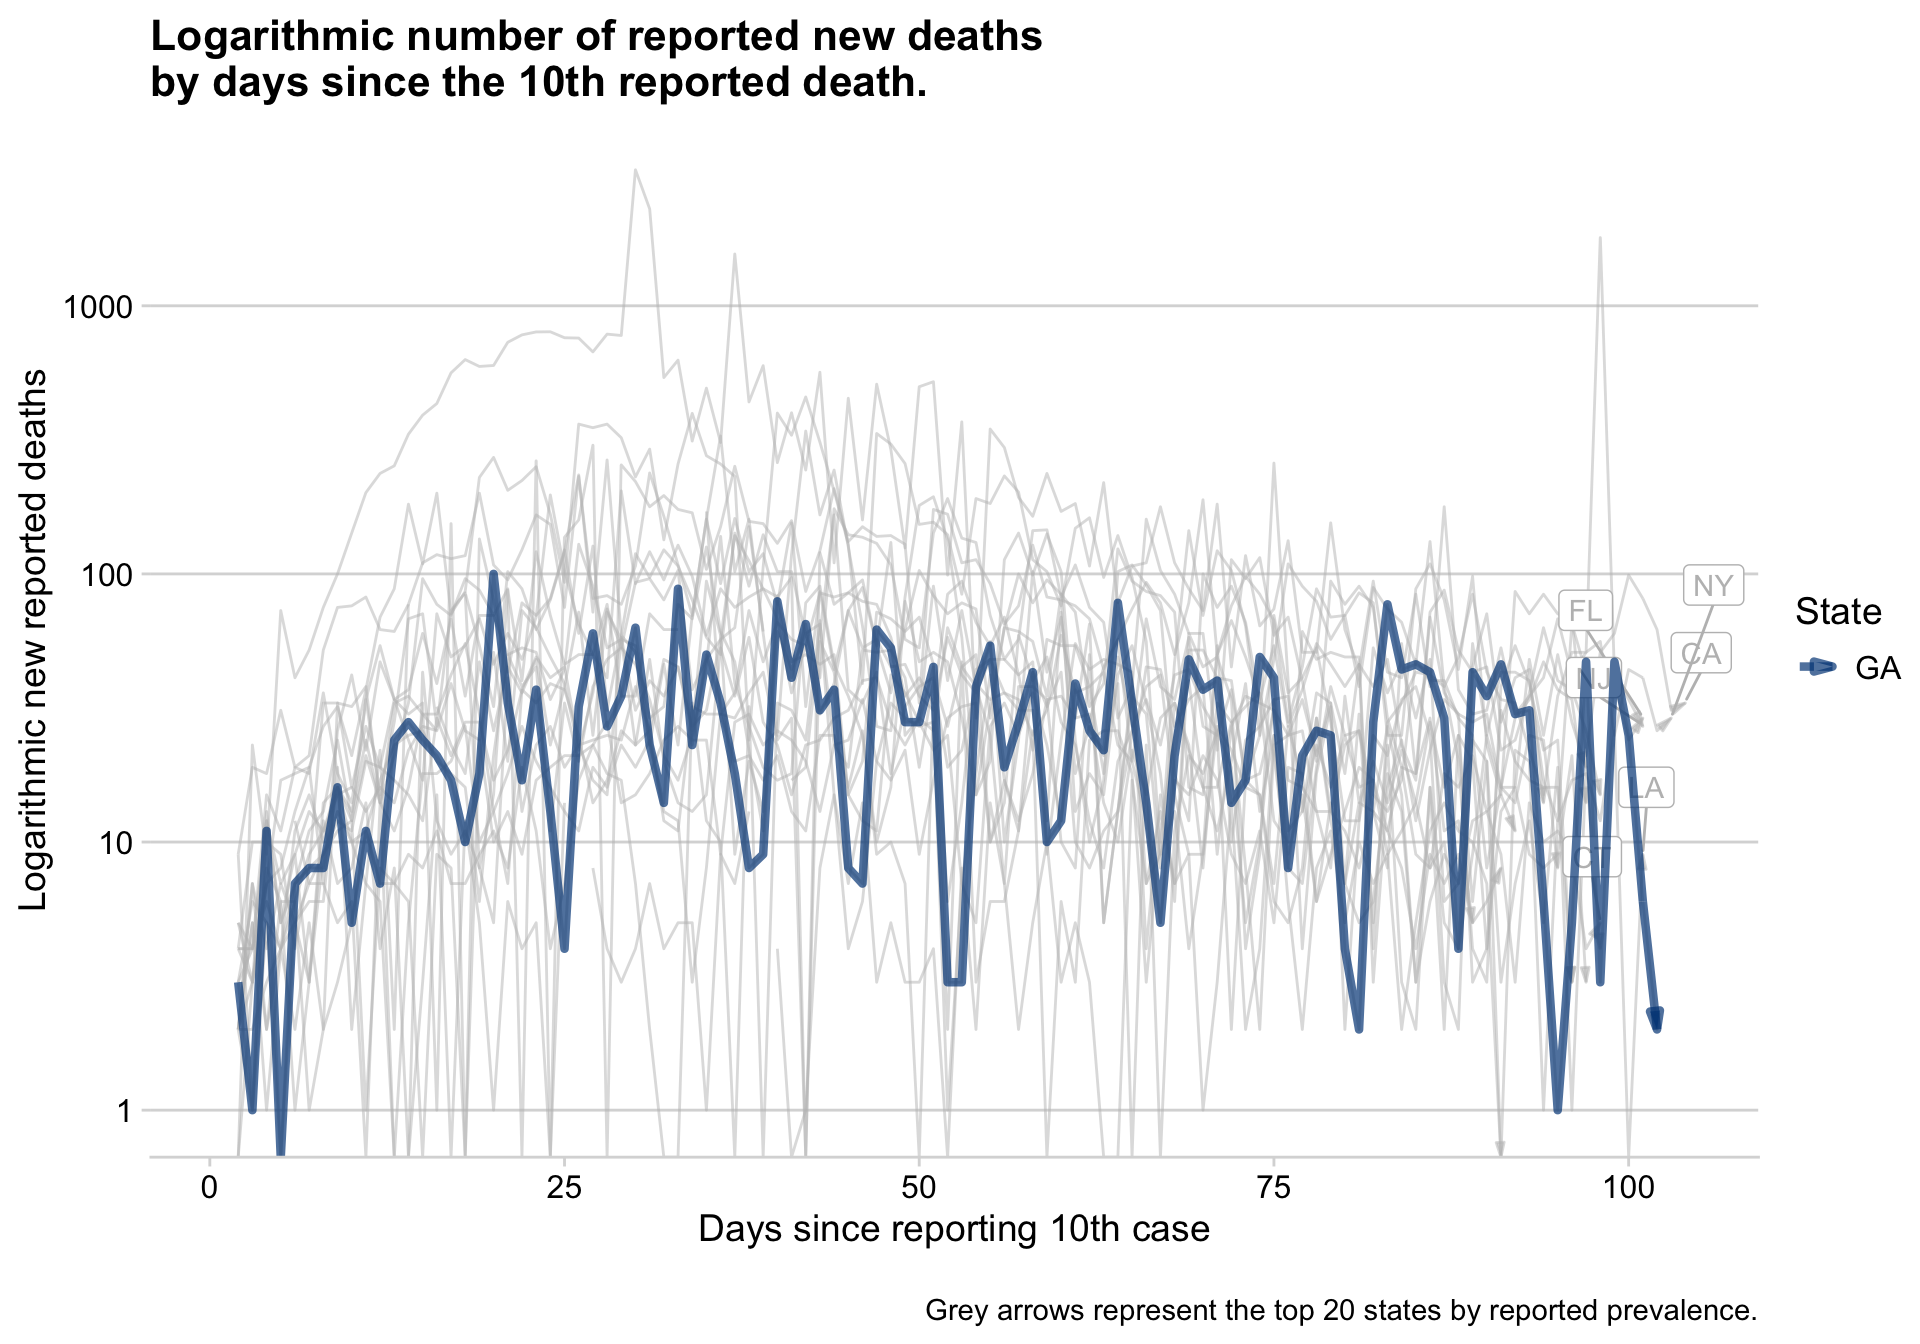 Logarithmic number of reported new deaths
by days since the 10th reported death.
Logarithmic new reported deaths
1000
100
10
1
FL
NY
CA
NJ
LA
CT
State
GA
0
25
50
75
100
Days since reporting 10th case
Grey arrows represent the top 20 states by reported prevalence.